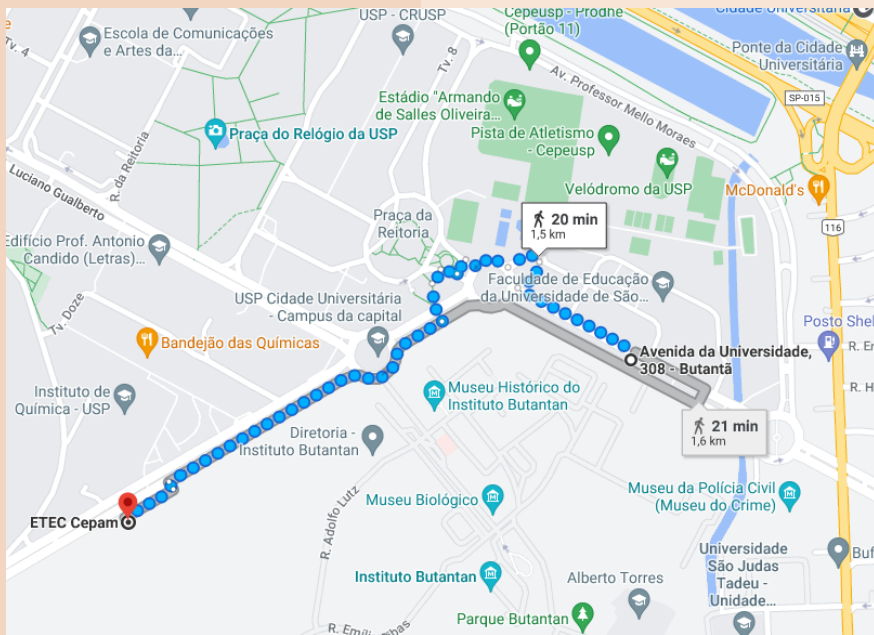 USP - CRUSP
Cepeusp - Prodhe
(Portão 11)
Cidade Universitária
Escola de Comunicações
e Artes da...
Tv. 4
Tv. 8
Ponte da Cidade
Universitária
Av. Professor Mello Moraes
SP-015
Estádio "Armando
de Salles Oliveira...
Pista de Atletismo -
Cepeusp
Praça do Relógio da USP
R. da Reitoria
Luciano Gualberto
Velódromo da USP
McDonald's
116
Praça da
Reitoria
20 min
1,5 km
Edifício Prof. Antonio
Candido (Letras)...
Faculdade de Educação
da Universidade de São...
USP Cidade Universitária
- Campus da capital
Tv. Doze
Bandejão das Químicas
Posto Shel
R. En
Avenida da Universidade,
308 - Butantã
R. H
Instituto de
Química - USP
Museu Histórico do
Instituto Butantan
21 min
1,6 km
Diretoria -
Instituto Butantan
Museu Biológico
Museu da Polícia Civil
(Museu do Crime)
R. Adolfo Lutz
ETEC Cepam
Universidade
São Judas
Tadeu -
Unidade...
Buf
Instituto Butantan
Alberto Torres
Parque Butantan